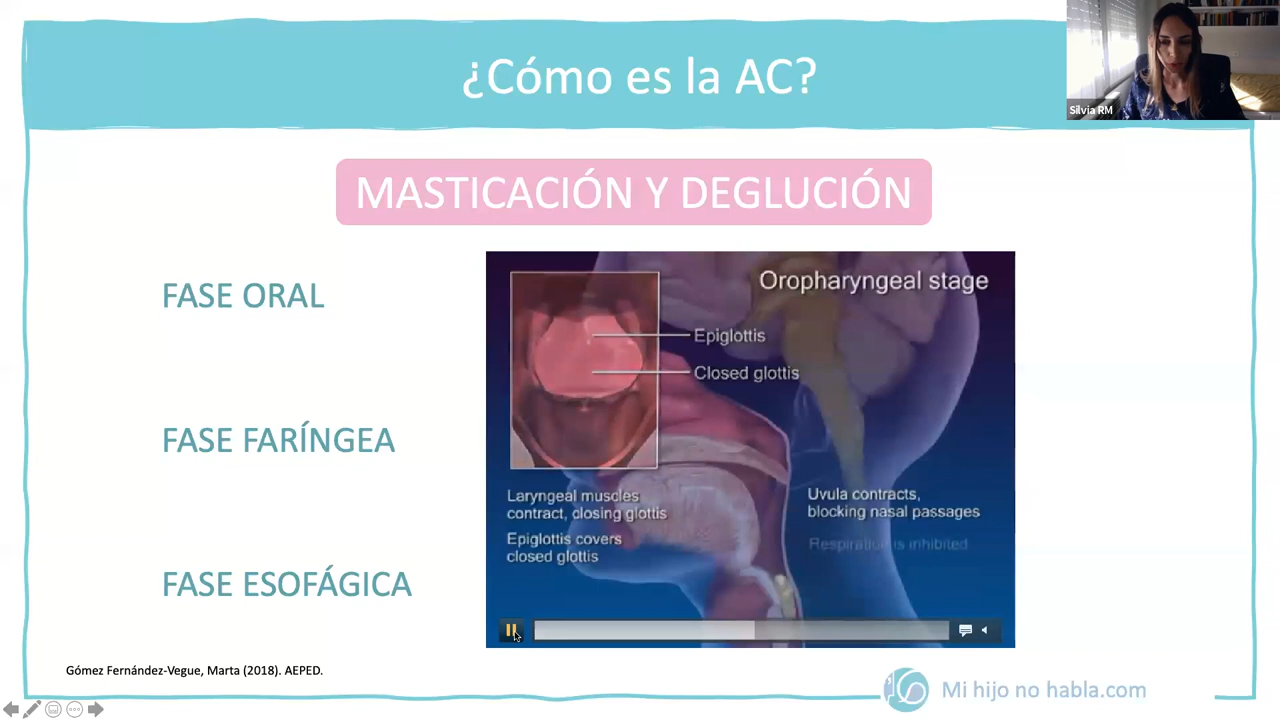 ¿Cómo es la AC?
Silvia RM
MASTICACIÓN Y DEGLUCIÓN
FASE ORAL
FASE FARÍNGEA
FASE ESOFÁGICA
Oropharyngeal stage
Epiglottis
Closed glottis
Laryngeal muscles
contract, closing glottis
Epiglottis covers
closed glottis
Uvula contracts,
blocking nasal passages
Respiration is inhibited
Gómez Fernández-Vegue, Marta (2018). AEPED.
Mi hijo no habla.com